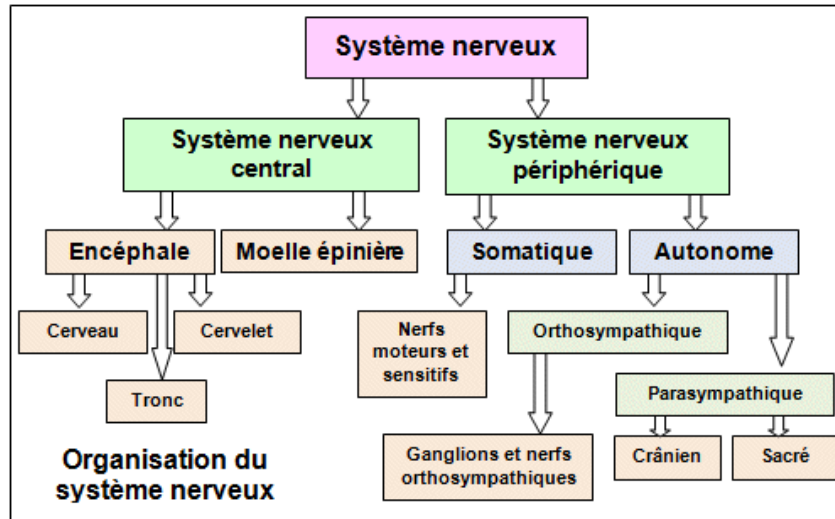 Système nerveux
Système nerveux
central
Système nerveux
périphérique
Encéphale
Moelle épinière
Somatique
Autonome
Cerveau
Cervelet
Tronc
Nerfs
moteurs et
sensitifs
Orthosympathique
Parasympathique
Ganglions et nerfs
orthosympathiques
Crânien
Sacré
Organisation du
système nerveux